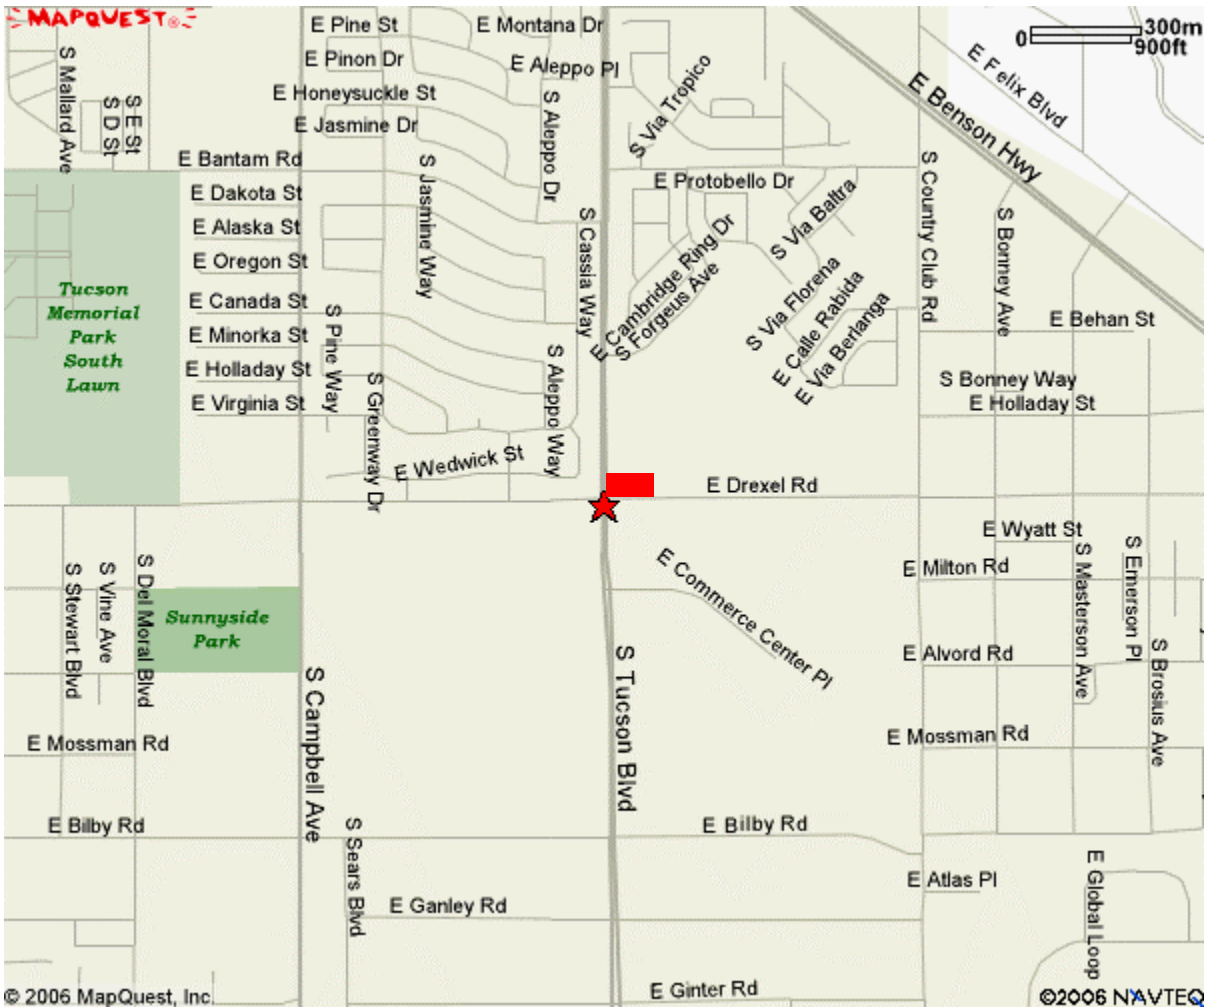 MAPQUEST®
E Pine St
E Montana Dr
300m
0
900ft
E Pinon Dr
E Aleppo Pl
E Felix Blvd
S Mallard Ave
S D St
S E St
E Honeysuckle St
S Aleppo Dr
S Via Tropico
E Benson Hwy
E Jasmine Dr
E Bantam Rd
S Jasmine Way
E Protobello Dr
S Country Club Rd
E Dakota St
S Cassia Way
S Via Baltra
S Bonney Ave
E Alaska St
E Cambridge Ring Dr
S Forgeus Ave
E Oregon St
S Via Florena
E Calle Rabida
E Via Berlanga
Tucson
Memorial
Park
South
Lawn
E Canada St
S Pine Way
E Behan St
E Minorka St
S Aleppo Way
E Holladay St
S Greenway Dr
S Bonney Way
E Virginia St
E Holladay St
E Wedwick St
E Drexel Rd
E Wyatt St
S Stewart Blvd
S Vine Ave
S Del Moral Blvd
E Commerce Center Pl
E Milton Rd
S Masterson Ave
S Emerson Pl
Sunnyside
Park
S Tucson Blvd
E Alvord Rd
S Brosius Ave
S Campbell Ave
E Mossman Rd
E Mossman Rd
E Bilby Rd
S Sears Blvd
E Bilby Rd
E Atlas Pl
E Global Loop
E Ganley Rd
E Ginter Rd
© 2006 MapQuest, Inc.
©2006 NAVTEQ